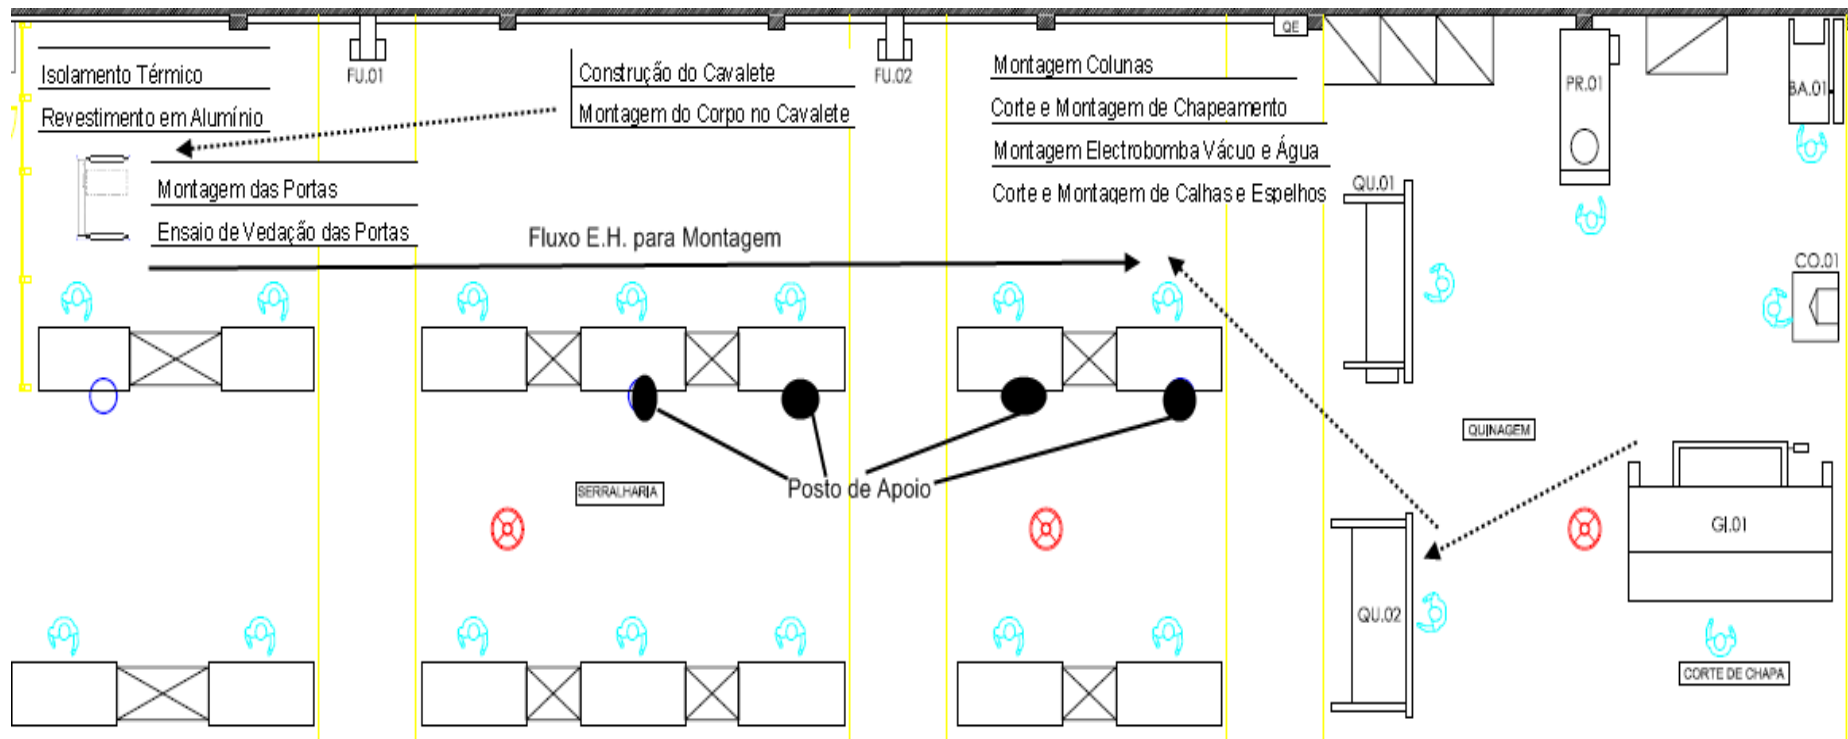 QE
Isolamento Térmico
Revestimento em Alumínio
FU.01
Construção do Cavalete
Montagem do Corpo no Cavalete
FU.02
Montagem Colunas
Corte e Montagem de Chapeamento
Montagem Electrobomba Vácuo e Água
Corte e Montagem de Calhas e Espelhos
PR.01
BA.01
Montagem das Portas
Ensaio de Vedação das Portas
QU.01
Fluxo E.H. para Montagem
CO.01
QUINAGEM
SERRALHARIA
Posto de Apoio
GI.01
QU.02
CORTE DE CHAPA